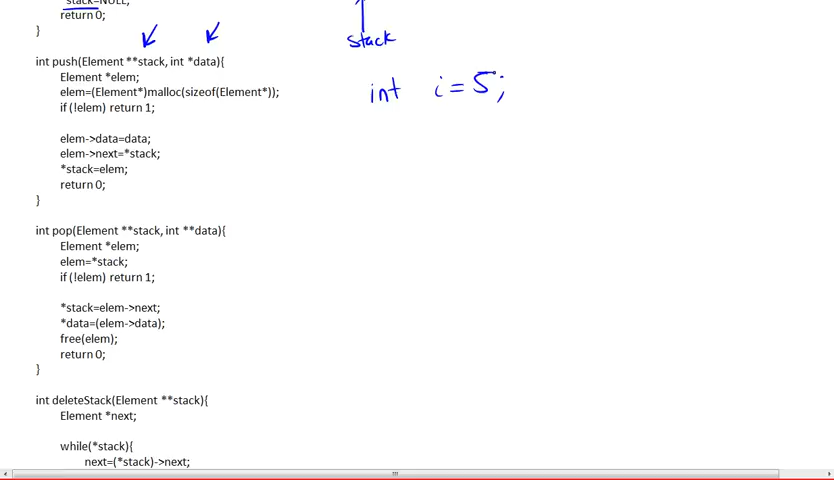 *stack=NULL;
return 0;
}
stack
int push(Element **stack, int *data){
Element *elem;
elem=(Element*)malloc(sizeof(Element*));
if (!elem) return 1;
int i = 5;
elem->data=data;
elem->next=*stack;
*stack=elem;
return 0;
}
int pop(Element **stack, int **data){
Element *elem;
elem=*stack;
if (!elem) return 1;
*stack=elem->next;
*data=(elem->data);
free(elem);
return 0;
}
int deleteStack(Element **stack){
Element *next;
while(*stack){
next=(*stack)->next;